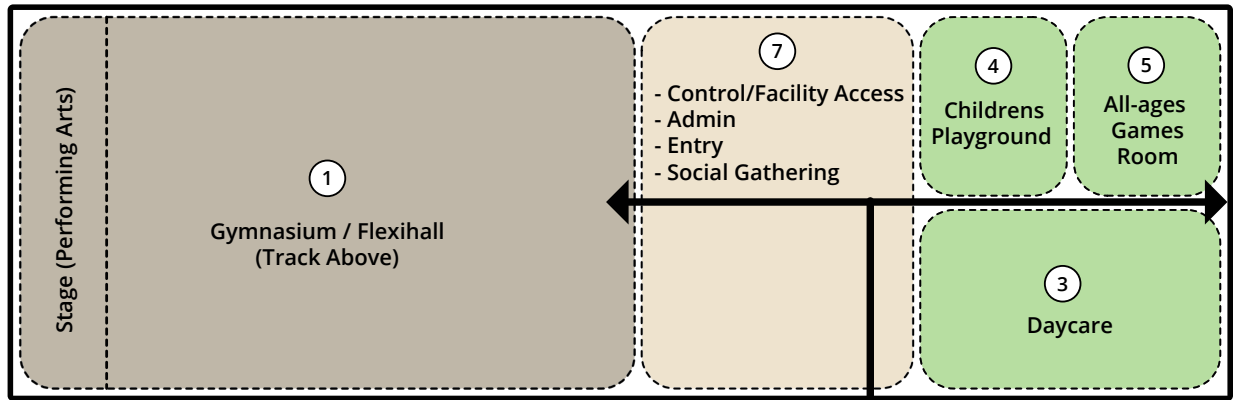 Stage (Performing Arts)
1
Gymnasium / Flexihall
(Track Above)
7
- Control/Facility Access
- Admin
- Entry
- Social Gathering
4
Childrens
Playground
5
All-ages
Games
Room
3
Daycare